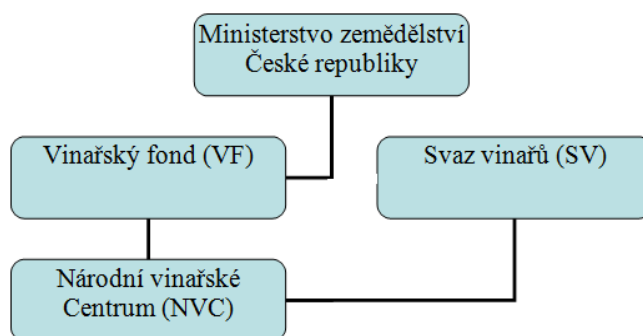 Ministerstvo zemědělství
České republiky
Vinařský fond (VF)
Svaz vinařů (SV)
Národní vinařské
Centrum (NVC)